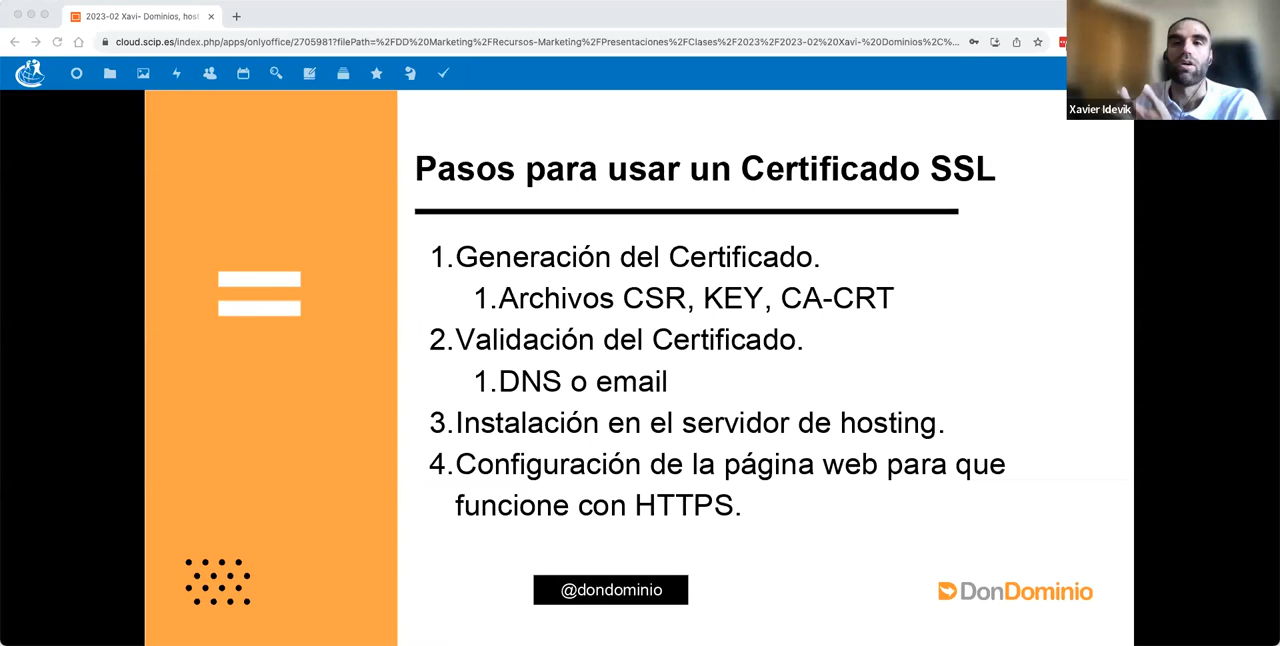 2023-02 Xavi- Dominios, host
cloud.scip.es/index.php/apps/onlyoffice/2705981?filePath=%2FDD%20Marketing%2FRecursos-Marketing%2FPresentaciones%2FClases%2F2023%2F2023-02%20Xavi-%20Dominios%2C%...
Xavier Idevik
Pasos para usar un Certificado SSL
1.Generación del Certificado.
1.Archivos CSR, KEY, CA-CRT
2.Validación del Certificado.
1.DNS o email
3.Instalación en el servidor de hosting.
4.Configuración de la página web para que
funcione con HTTPS.
@dondominio
DonDominio